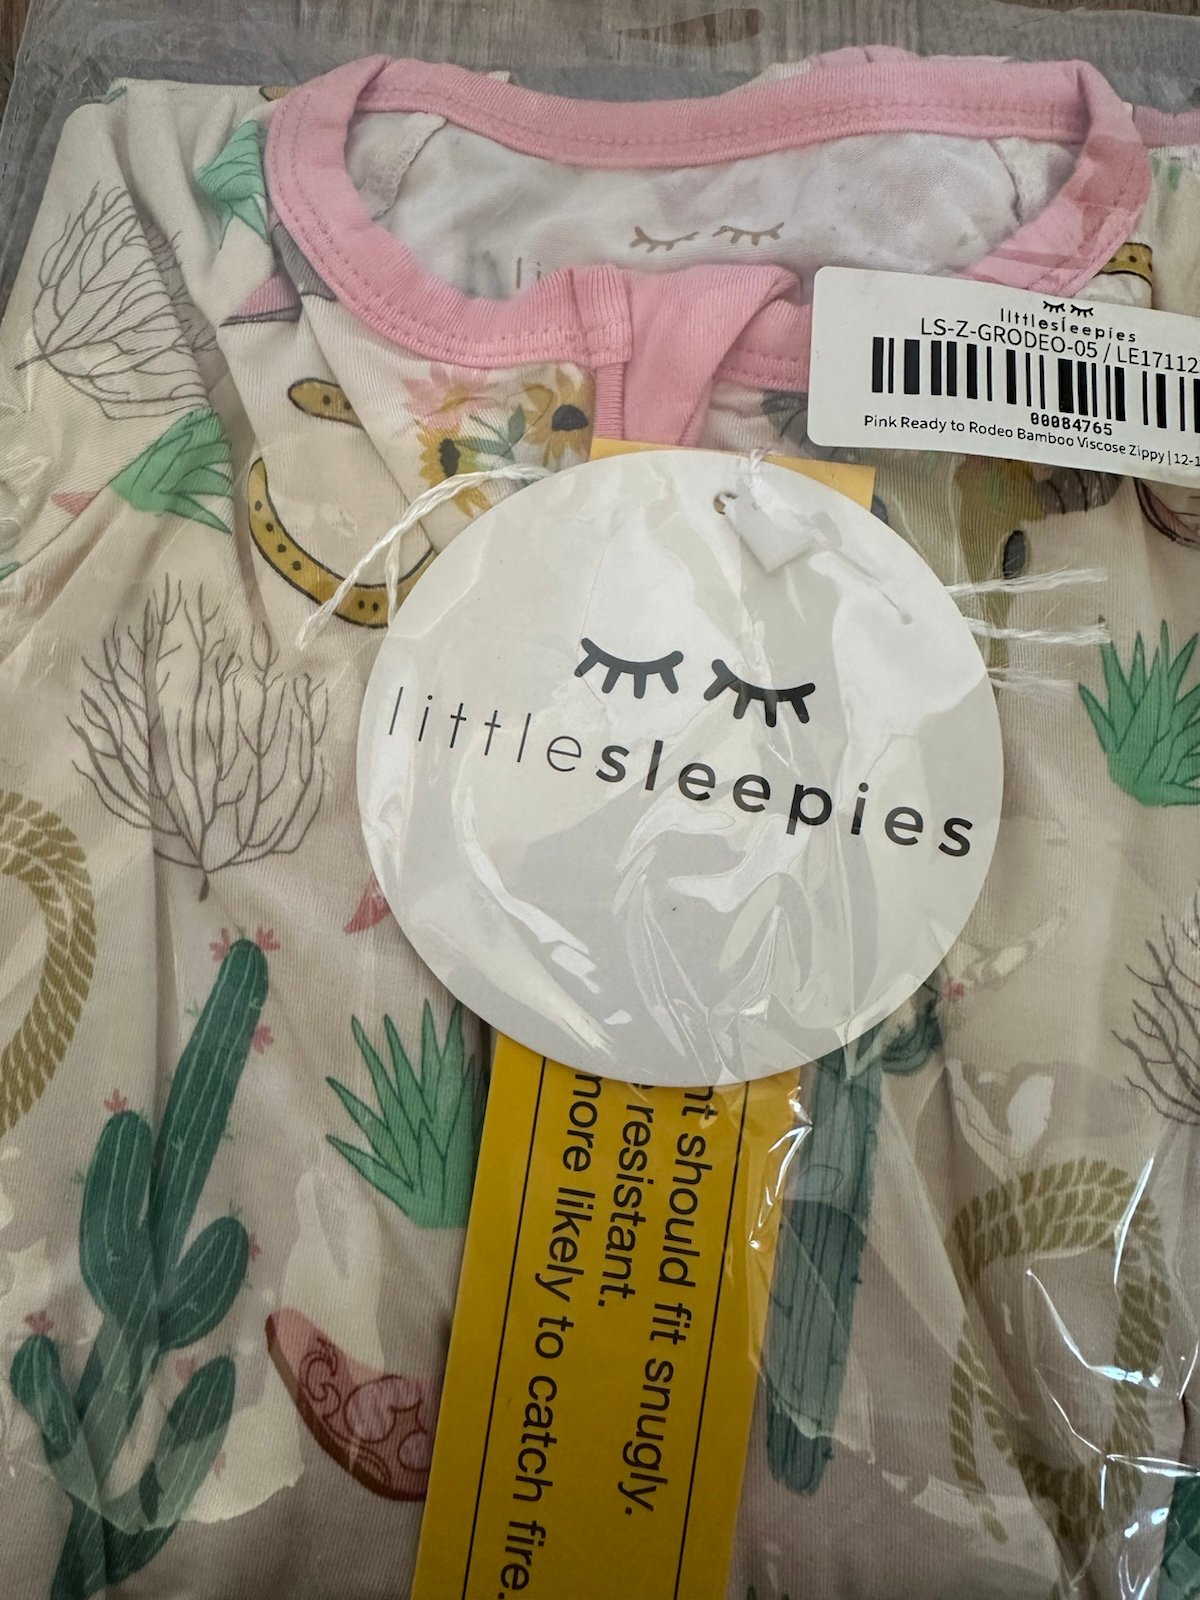 li
littlesleepies
LS-Z-GRODEO-05 / LE17112
00084765
Pink Ready to Rodeo Bamboo Viscose Zippy | 12-1
littlesleepies
nt should fit snugly.
resistant.
more likely to catch fire.